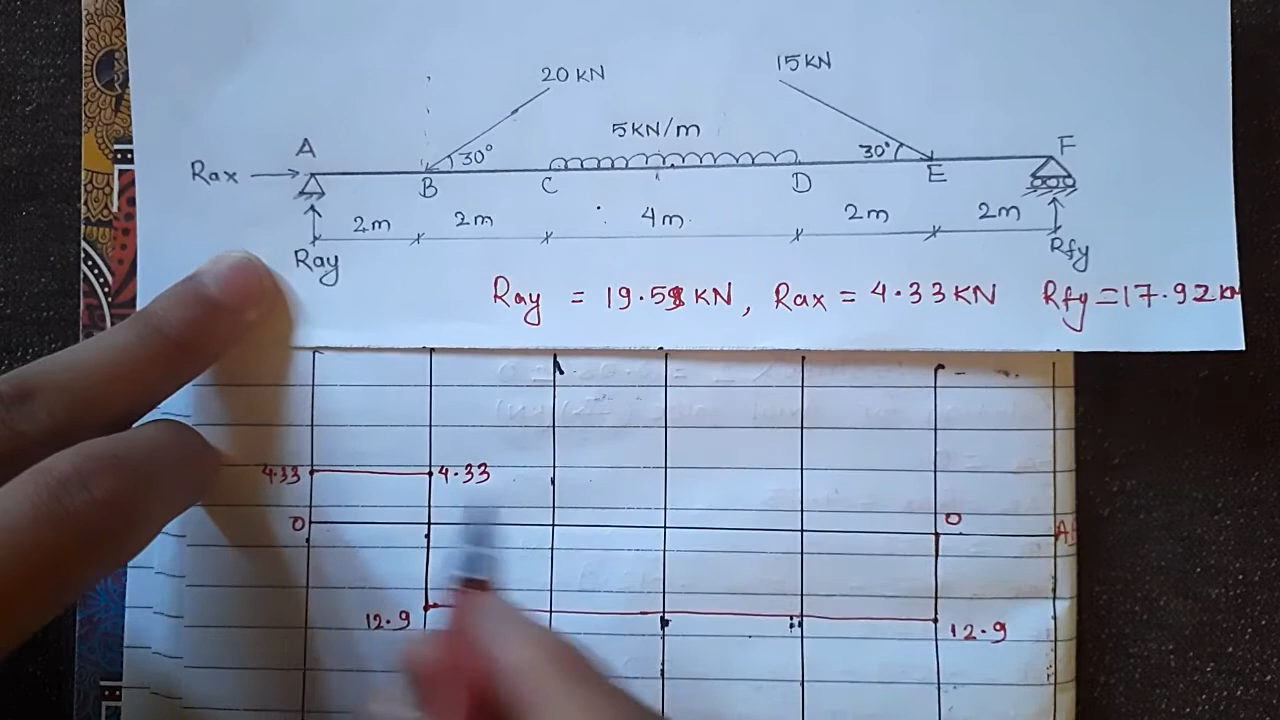 20 KN 15 KN
5KN/m
A 30° 30° F
Rax
B C D E
2m 2m 4m 2m 2m
Ray Rfy
Ray = 19.58 KN, Rax = 4.33 KN Rfy = 17.92 KN
4.33 4.33
0 0
12.9 12.9